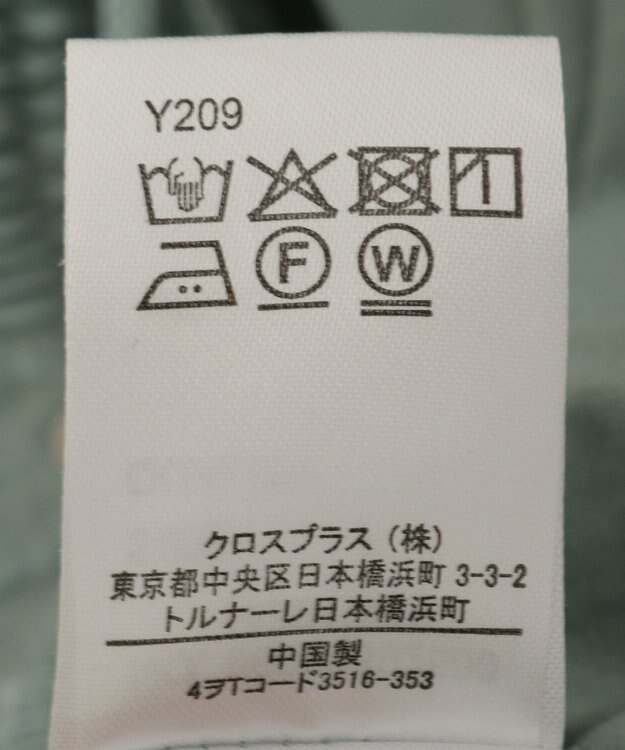 Y209
F W
クロスプラス（株）
東京都中央区日本橋浜町 3-3-2
トルナーレ日本橋浜町
中国製
4ヲTコード3516-353